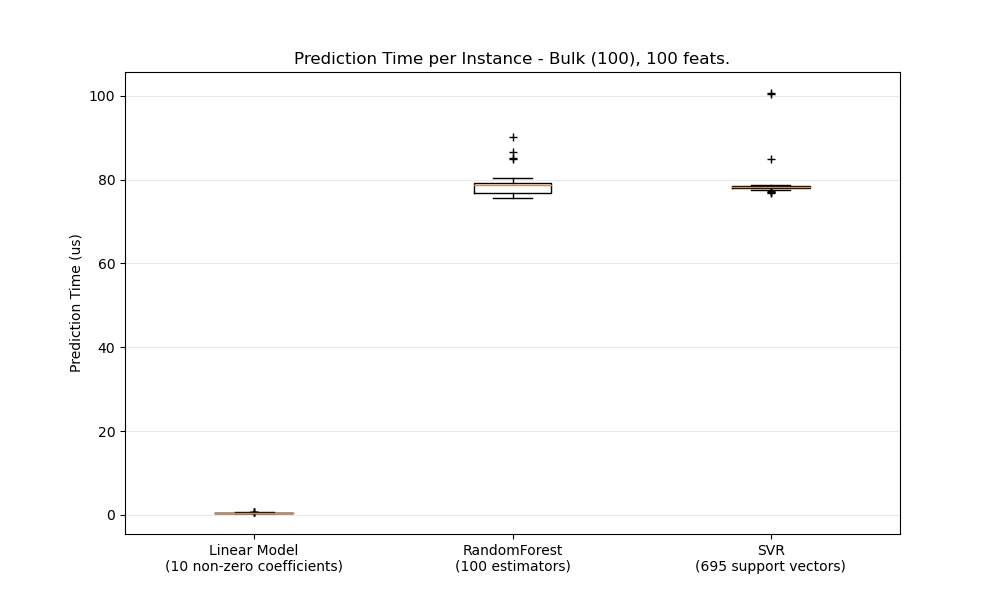 Prediction Time per Instance - Bulk (100), 100 feats.
100
80
60
40
20
0
Prediction Time (us)
Linear Model
(10 non-zero coefficients)
RandomForest
(100 estimators)
SVR
(695 support vectors)